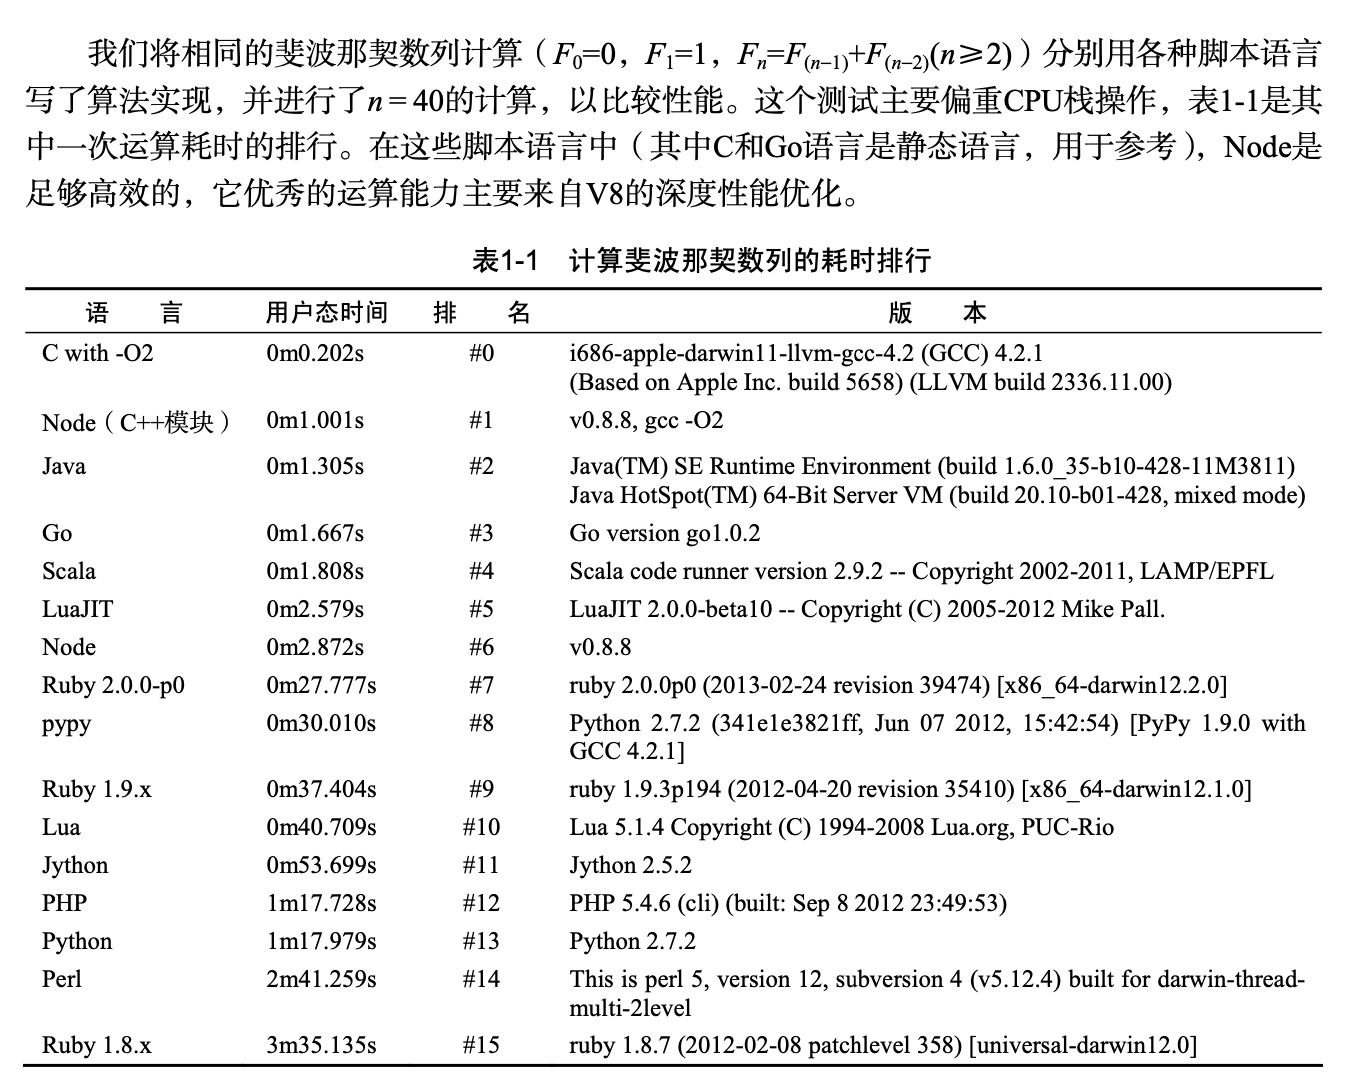 我们将相同的斐波那契数列计算（F0=0，F1=1，Fn=F(n−1)+F(n−2)(n≥2)）分别用各种脚本语言
写了算法实现，并进行了n = 40的计算，以比较性能。这个测试主要偏重CPU栈操作，表1-1是其
中一次运算耗时的排行。在这些脚本语言中（其中C和Go语言是静态语言，用于参考），Node是
足够高效的，它优秀的运算能力主要来自V8的深度性能优化。
表1-1 计算斐波那契数列的耗时排行
语 言 用户态时间 排 名 版 本
C with -O2 0m0.202s #0 i686-apple-darwin11-llvm-gcc-4.2 (GCC) 4.2.1
(Based on Apple Inc. build 5658) (LLVM build 2336.11.00)
Node（C++模块） 0m1.001s #1 v0.8.8, gcc -O2
Java 0m1.305s #2 Java(TM) SE Runtime Environment (build 1.6.0_35-b10-428-11M3811)
Java HotSpot(TM) 64-Bit Server VM (build 20.10-b01-428, mixed mode)
Go 0m1.667s #3 Go version go1.0.2
Scala 0m1.808s #4 Scala code runner version 2.9.2 -- Copyright 2002-2011, LAMP/EPFL
LuaJIT 0m2.579s #5 LuaJIT 2.0.0-beta10 -- Copyright (C) 2005-2012 Mike Pall.
Node 0m2.872s #6 v0.8.8
Ruby 2.0.0-p0 0m27.777s #7 ruby 2.0.0p0 (2013-02-24 revision 39474) [x86_64-darwin12.2.0]
pypy 0m30.010s #8 Python 2.7.2 (341e1e3821ff, Jun 07 2012, 15:42:54) [PyPy 1.9.0 with
GCC 4.2.1]
Ruby 1.9.x 0m37.404s #9 ruby 1.9.3p194 (2012-04-20 revision 35410) [x86_64-darwin12.1.0]
Lua 0m40.709s #10 Lua 5.1.4 Copyright (C) 1994-2008 Lua.org, PUC-Rio
Jython 0m53.699s #11 Jython 2.5.2
PHP 1m17.728s #12 PHP 5.4.6 (cli) (built: Sep 8 2012 23:49:53)
Python 1m17.979s #13 Python 2.7.2
Perl 2m41.259s #14 This is perl 5, version 12, subversion 4 (v5.12.4) built for darwin-thread-
multi-2level
Ruby 1.8.x 3m35.135s #15 ruby 1.8.7 (2012-02-08 patchlevel 358) [universal-darwin12.0]